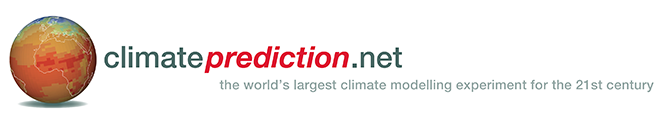 climateprediction.net
the world's largest climate modelling experiment for the 21st century